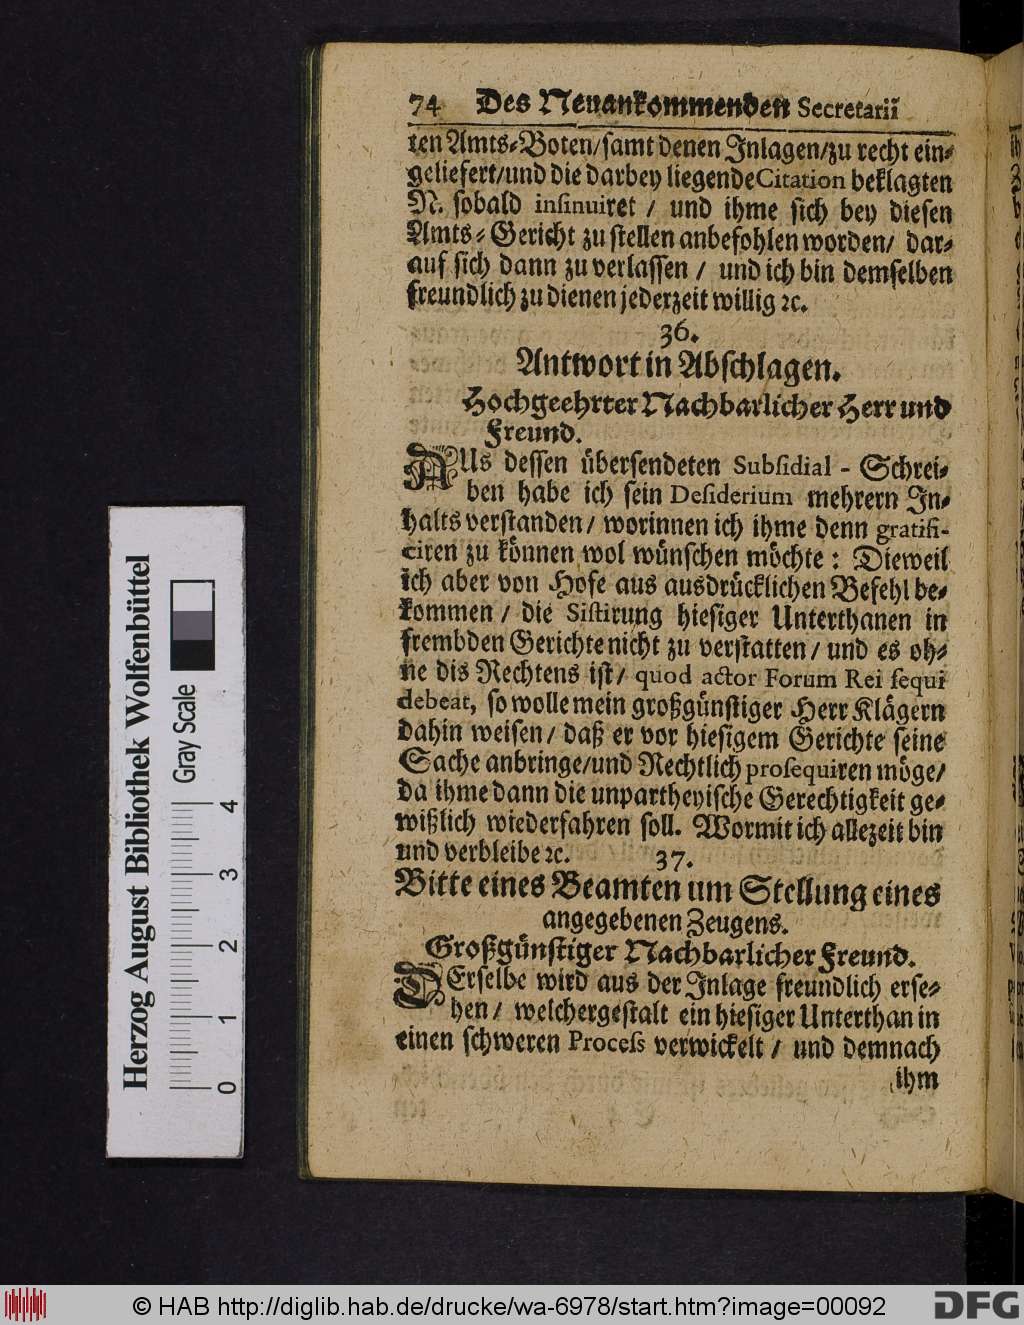 74 Des Neuankommenden Secretarii
ten Amts-Boten/samt denen Inlagen/zu recht ein-
geliefert/und die darbey liegende Citation beklagten
N. sobald insinuiret / und ihme sich bey diesen
Amts-Gericht zu stellen anbefohlen worden/ dar-
auf sich dann zu verlassen / und ich bin demselben
freundlich zu dienen jederzeit willig ꝛc.
36.
Antwort in Abschlagen.
Hochgeehrter Nachbarlicher Herr und
Freund.
AUs dessen übersendeten Subsidial-Schrei-
ben habe ich sein Desiderium mehrern In-
halts verstanden/ worinnen ich ihme denn gratifi-
ciren zu können wol wünschen möchte: Dieweil
ich aber von Hofe aus ausdrücklichen Befehl be-
kommen / die Sistirung hiesiger Unterthanen in
frembden Gerichte nicht zu verstatten/ und es oh-
ne dis Rechtens ist/ quod actor Forum Rei sequi
debeat, so wolle mein großgünstiger Herr Klägern
dahin weisen/ daß er vor hiesigem Gerichte seine
Sache anbringe/und Rechtlich prosequiren möge/
da ihme dann die unpartheyische Gerechtigkeit ge-
wißlich wiederfahren soll. Wormit ich allezeit bin
und verbleibe ꝛc.
37.
Bitte eines Beamten um Stellung eines
angegebenen Zeugens.
Großgünstiger Nachbarlicher Freund.
DErselbe wird aus der Inlage freundlich erse-
hen/ welchergestalt ein hiesiger Unterthan in
einen schweren Process verwickelt / und demnach
ihm
Herzog August Bibliothek Wolfenbüttel
Gray Scale
0 1 2 3 4
© HAB http://diglib.hab.de/drucke/wa-6978/start.htm?image=00092
DFG